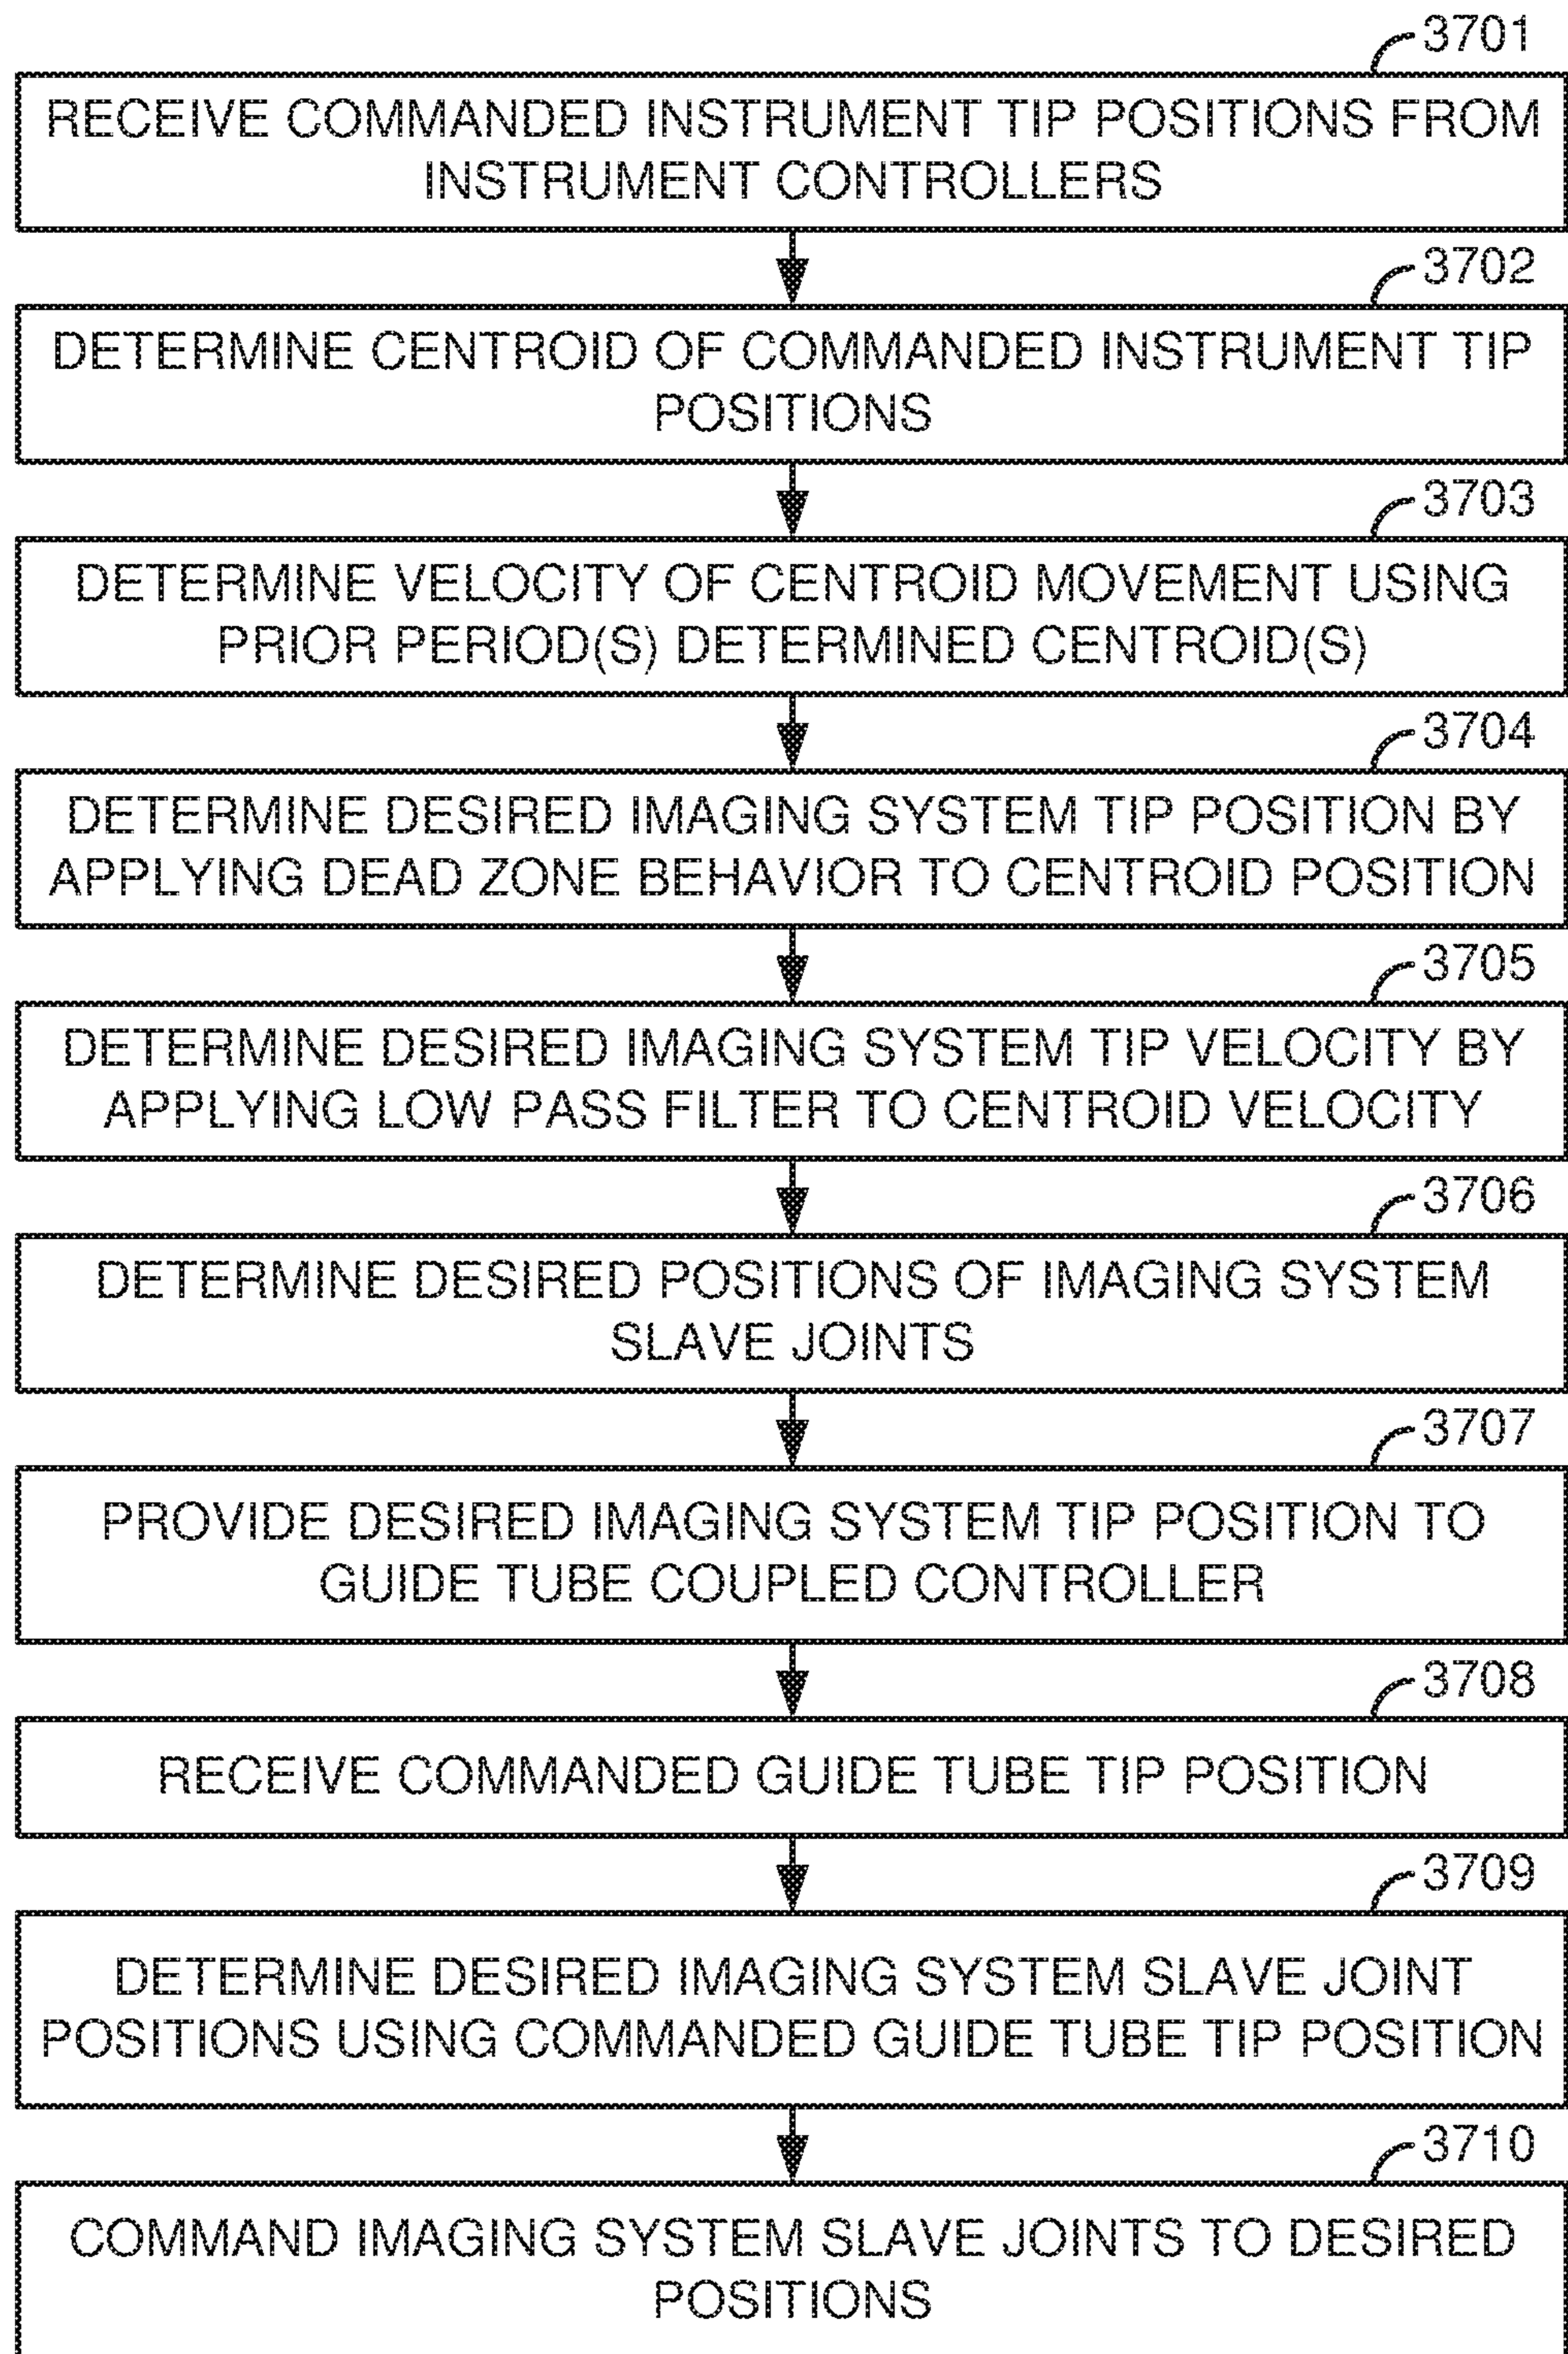 3701
RECEIVE COMMANDED INSTRUMENT TIP POSITIONS FROM
INSTRUMENT CONTROLLERS
3702
DETERMINE CENTROID OF COMMANDED INSTRUMENT TIP
POSITIONS
3703
DETERMINE VELOCITY OF CENTROID MOVEMENT USING
PRIOR PERIOD(S) DETERMINED CENTROID(S)
3704
DETERMINE DESIRED IMAGING SYSTEM TIP POSITION BY
APPLYING DEAD ZONE BEHAVIOR TO CENTROID POSITION
3705
DETERMINE DESIRED IMAGING SYSTEM TIP VELOCITY BY
APPLYING LOW PASS FILTER TO CENTROID VELOCITY
3706
DETERMINE DESIRED POSITIONS OF IMAGING SYSTEM
SLAVE JOINTS
3707
PROVIDE DESIRED IMAGING SYSTEM TIP POSITION TO
GUIDE TUBE COUPLED CONTROLLER
3708
RECEIVE COMMANDED GUIDE TUBE TIP POSITION
3709
DETERMINE DESIRED IMAGING SYSTEM SLAVE JOINT
POSITIONS USING COMMANDED GUIDE TUBE TIP POSITION
3710
COMMAND IMAGING SYSTEM SLAVE JOINTS TO DESIRED
POSITIONS